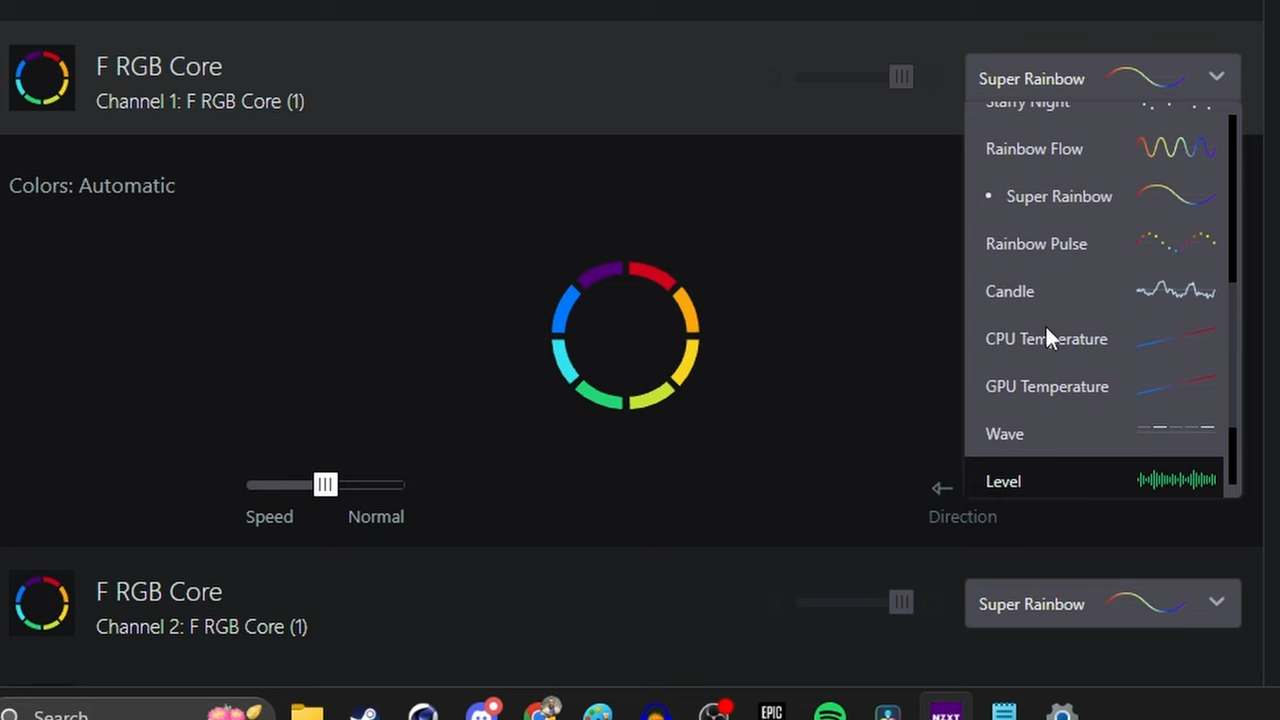 F RGB Core
Channel 1: F RGB Core (1)
Super Rainbow
Starry Night
Rainbow Flow
• Super Rainbow
Rainbow Pulse
Candle
CPU Temperature
GPU Temperature
Wave
Level
Colors: Automatic
Speed
Normal
Direction
F RGB Core
Channel 2: F RGB Core (1)
Super Rainbow
Search
EPIC
NZXT